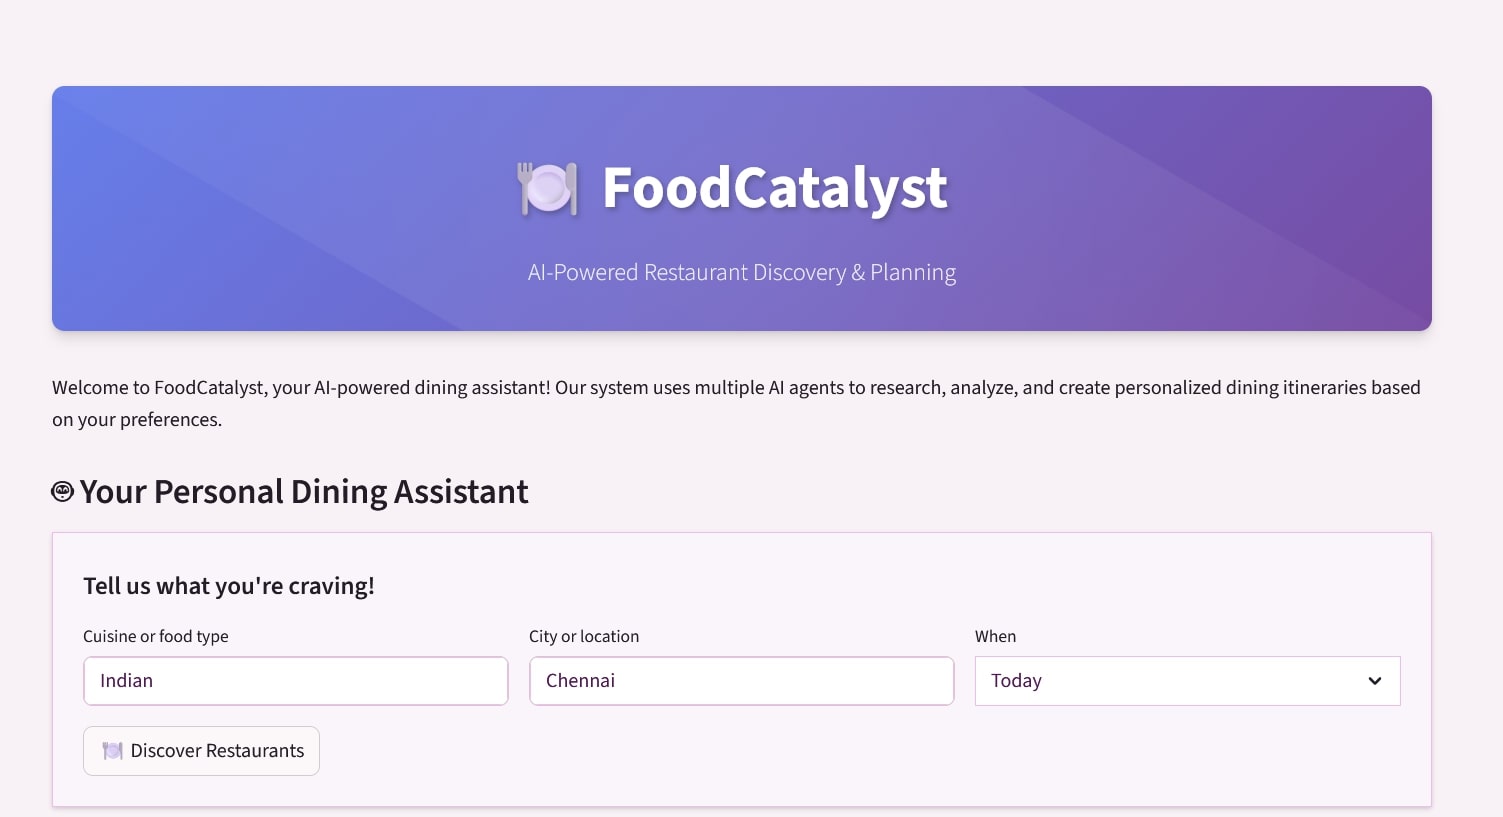 🍽️ FoodCatalyst
AI-Powered Restaurant Discovery & Planning
Welcome to FoodCatalyst, your AI-powered dining assistant! Our system uses multiple AI agents to research, analyze, and create personalized dining itineraries based
on your preferences.
Your Personal Dining Assistant
Tell us what you're craving!
Cuisine or food type
City or location
When
Indian
Chennai
Today
🍽️ Discover Restaurants